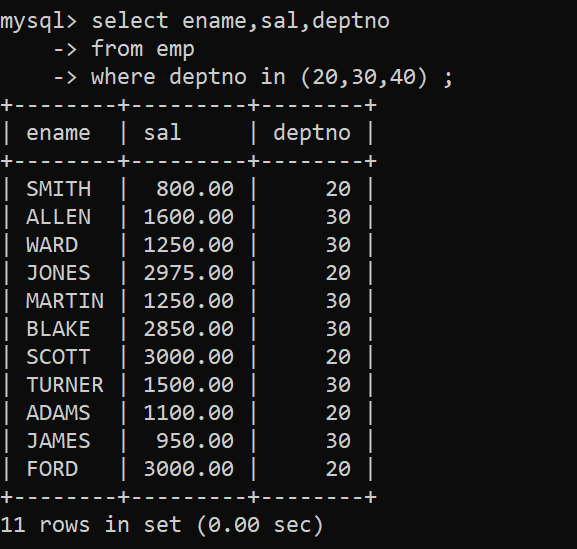 mysql> select ename,sal,deptno
    -> from emp
    -> where deptno in (20,30,40) ;
+--------+---------+--------+
| ename  | sal     | deptno |
+--------+---------+--------+
| SMITH  |  800.00 |     20 |
| ALLEN  | 1600.00 |     30 |
| WARD   | 1250.00 |     30 |
| JONES  | 2975.00 |     20 |
| MARTIN | 1250.00 |     30 |
| BLAKE  | 2850.00 |     30 |
| SCOTT  | 3000.00 |     20 |
| TURNER | 1500.00 |     30 |
| ADAMS  | 1100.00 |     20 |
| JAMES  |  950.00 |     30 |
| FORD   | 3000.00 |     20 |
+--------+---------+--------+
11 rows in set (0.00 sec)